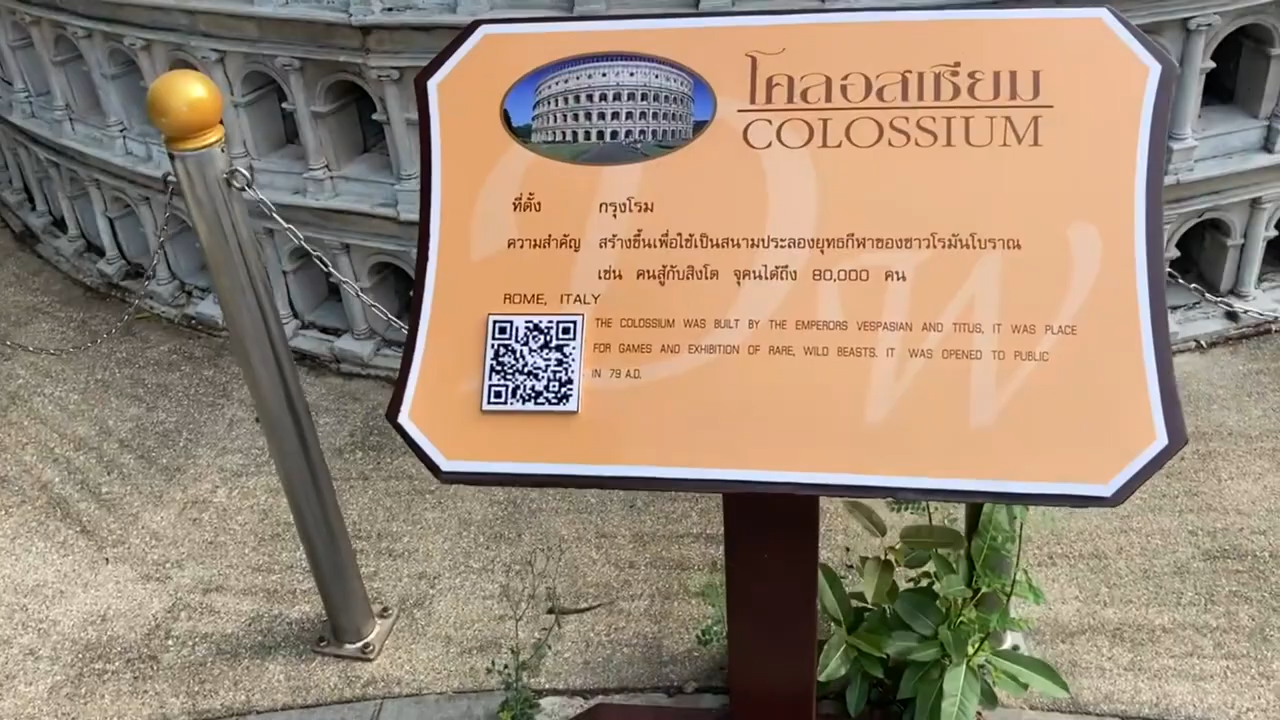 โคลอสเซียม
COLOSSIUM
ที่ตั้ง กรุงโรม
ความสำคัญ สร้างขึ้นเพื่อใช้เป็นสนามประลองยุทธกีฬาของชาวโรมันโบราณ
เช่น คนสู้กับสิงโต จุคนได้ถึง 80,000 คน
ROME, ITALY
THE COLOSSIUM WAS BUILT BY THE EMPERORS VESPASIAN AND TITUS, IT WAS PLACE
FOR GAMES AND EXHIBITION OF RARE, WILD BEASTS. IT WAS OPENED TO PUBLIC
IN 79 A.D.